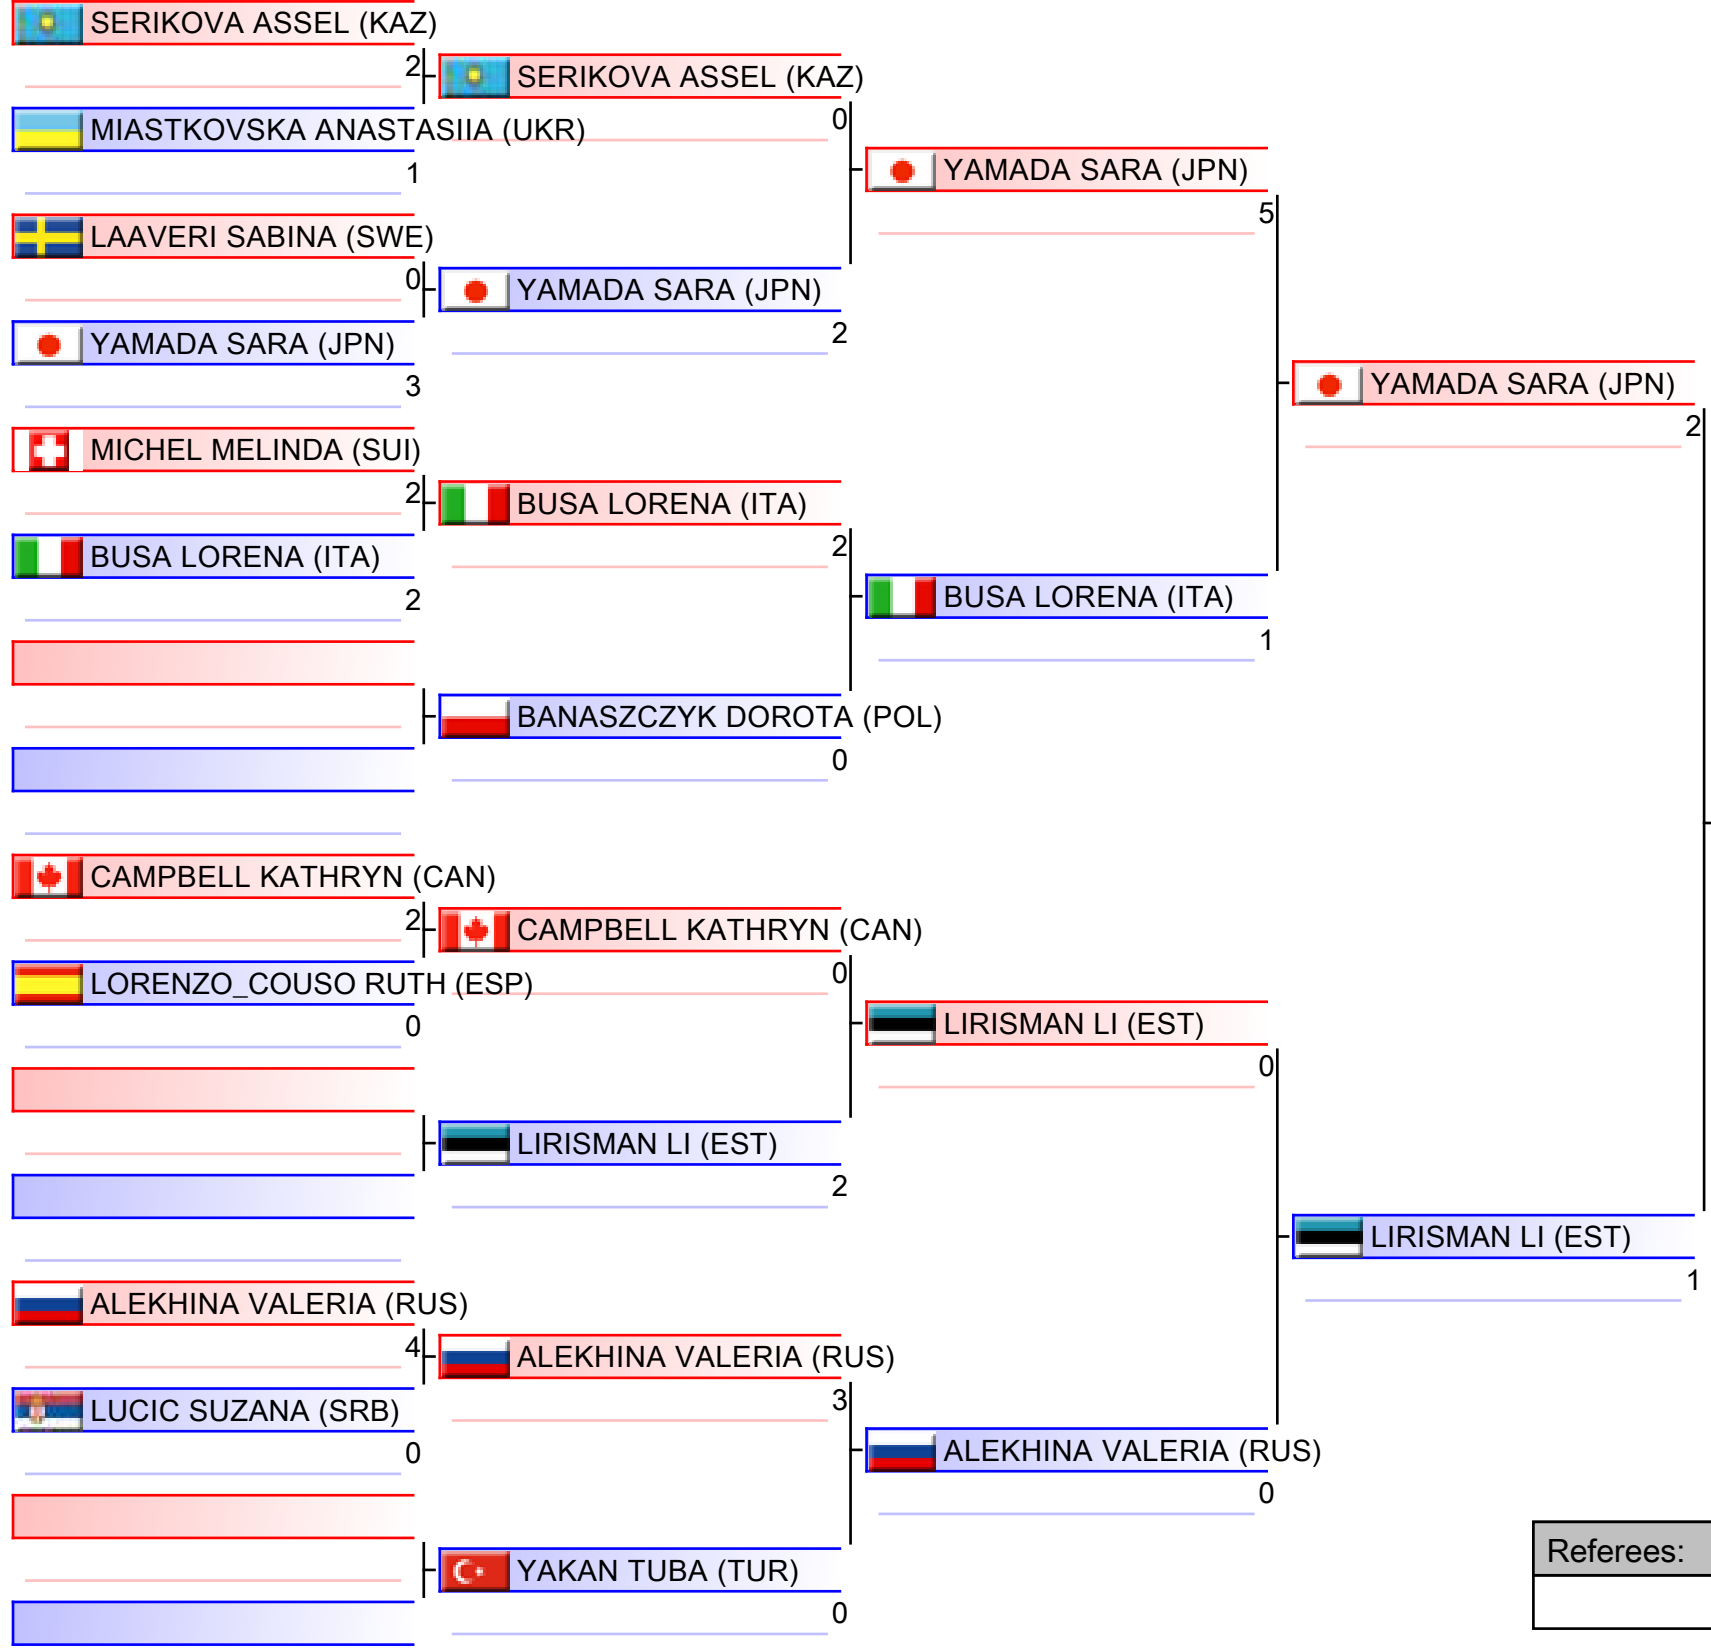 SERIKOVA ASSEL (KAZ)
2
MIASTKOVSKA ANASTASIIA (UKR)
1
LAAVERI SABINA (SWE)
0
YAMADA SARA (JPN)
3
MICHEL MELINDA (SUI)
2
BUSA LORENA (ITA)
2
CAMPBELL KATHRYN (CAN)
2
LORENZO_COUSO RUTH (ESP)
0
ALEKHINA VALERIA (RUS)
4
LUCIC SUZANA (SRB)
0
SERIKOVA ASSEL (KAZ)
0
YAMADA SARA (JPN)
2
BUSA LORENA (ITA)
2
BANASZCZYK DOROTA (POL)
0
CAMPBELL KATHRYN (CAN)
0
LIRISMAN LI (EST)
2
ALEKHINA VALERIA (RUS)
3
YAKAN TUBA (TUR)
0
YAMADA SARA (JPN)
5
BUSA LORENA (ITA)
1
LIRISMAN LI (EST)
0
ALEKHINA VALERIA (RUS)
0
YAMADA SARA (JPN)
2
LIRISMAN LI (EST)
1
Referees: